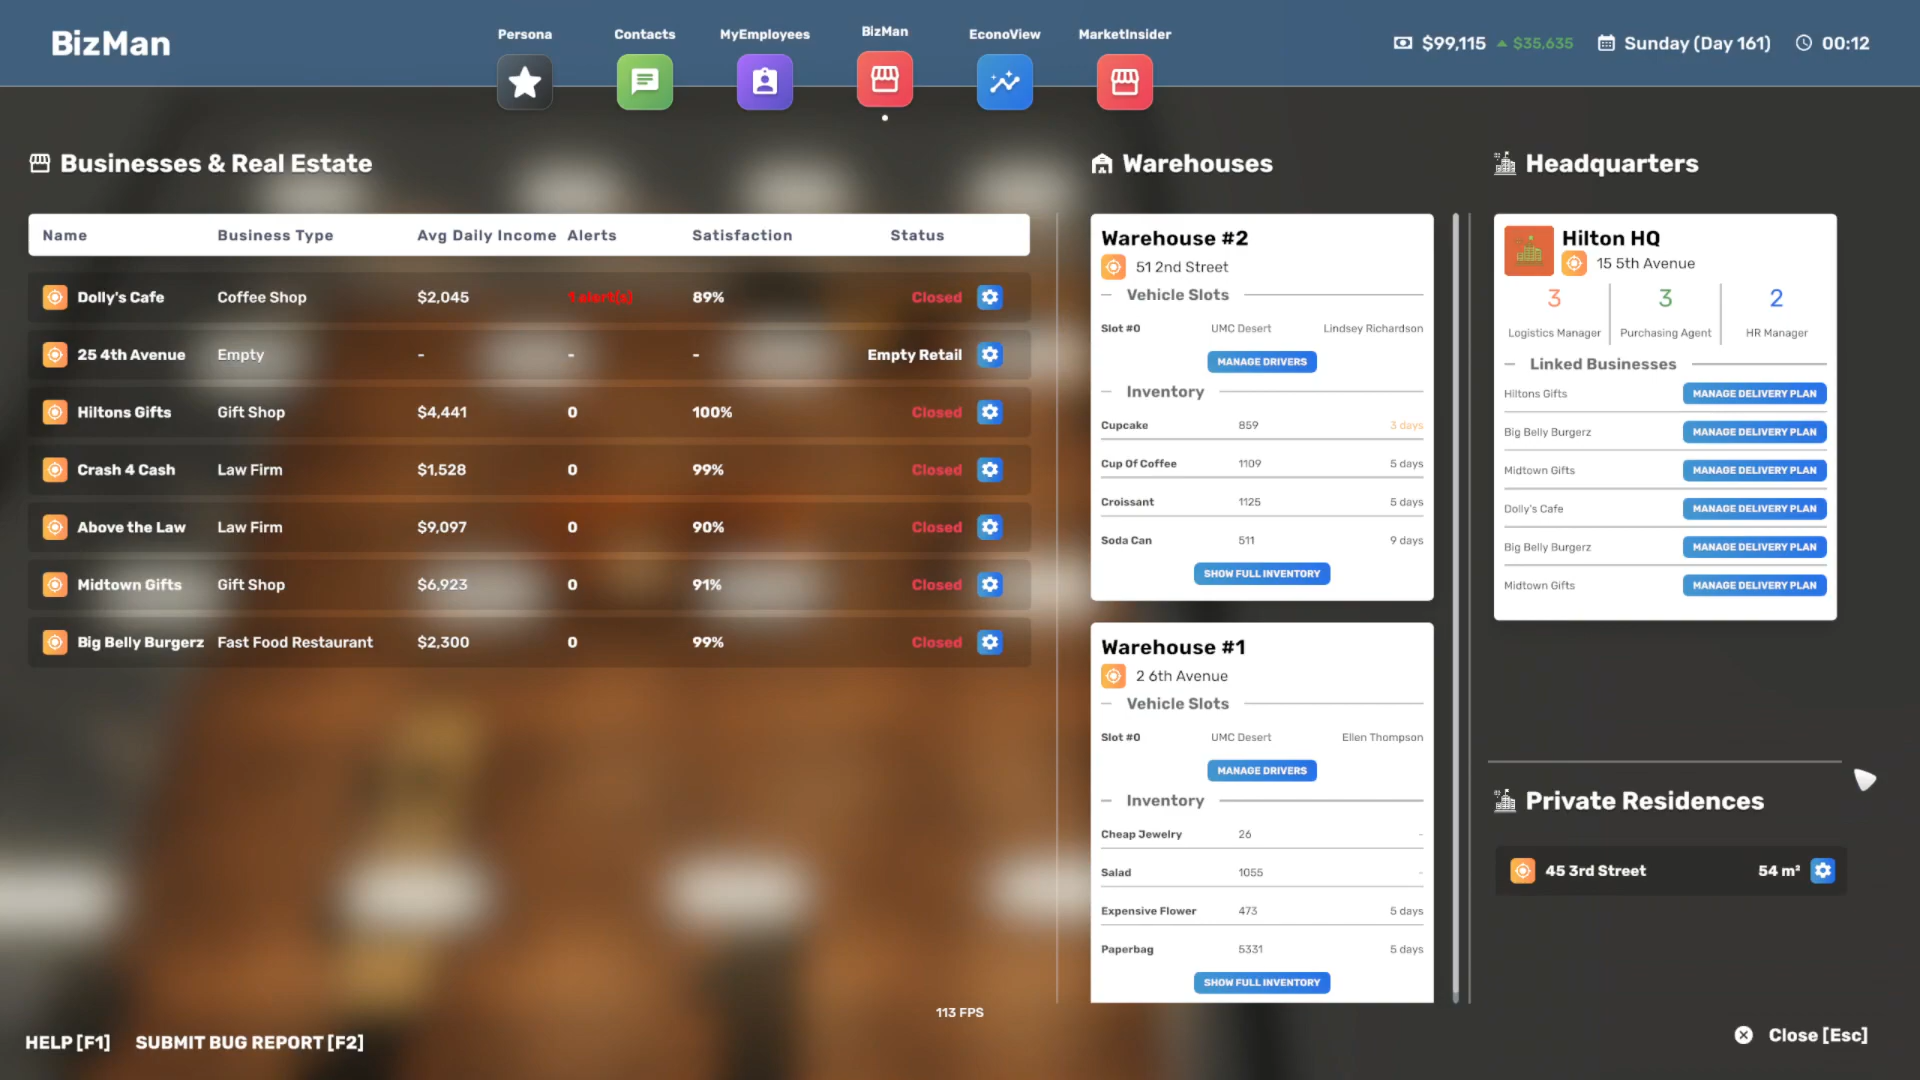 BizMan
Persona
Contacts
MyEmployees
BizMan
EconoView
MarketInsider
$99,115 $35,635 Sunday (Day 161) 00:12
Businesses & Real Estate
Name Business Type Avg Daily Income Alerts Satisfaction Status
Dolly's Cafe Coffee Shop $2,045 1 alert(s) 89% Closed
25 4th Avenue Empty - - - Empty Retail
Hiltons Gifts Gift Shop $4,441 0 100% Closed
Crash 4 Cash Law Firm $1,528 0 99% Closed
Above the Law Law Firm $9,097 0 90% Closed
Midtown Gifts Gift Shop $6,923 0 91% Closed
Big Belly Burgerz Fast Food Restaurant $2,300 0 99% Closed
Warehouses
Warehouse #2
51 2nd Street
Vehicle Slots
Slot #0 UMC Desert Lindsey Richardson
MANAGE DRIVERS
Inventory
Cupcake 859 3 days
Cup Of Coffee 1109 5 days
Croissant 1125 5 days
Soda Can 511 9 days
SHOW FULL INVENTORY
Warehouse #1
2 6th Avenue
Vehicle Slots
Slot #0 UMC Desert Ellen Thompson
MANAGE DRIVERS
Inventory
Cheap Jewelry 26 -
Salad 1055 -
Expensive Flower 473 5 days
Paperbag 5331 5 days
SHOW FULL INVENTORY
Headquarters
Hilton HQ
15 5th Avenue
3 3 2
Logistics Manager Purchasing Agent HR Manager
Linked Businesses
Hiltons Gifts MANAGE DELIVERY PLAN
Big Belly Burgerz MANAGE DELIVERY PLAN
Midtown Gifts MANAGE DELIVERY PLAN
Dolly's Cafe MANAGE DELIVERY PLAN
Big Belly Burgerz MANAGE DELIVERY PLAN
Midtown Gifts MANAGE DELIVERY PLAN
Private Residences
45 3rd Street 54 m²
113 FPS
HELP [F1] SUBMIT BUG REPORT [F2]
Close [Esc]